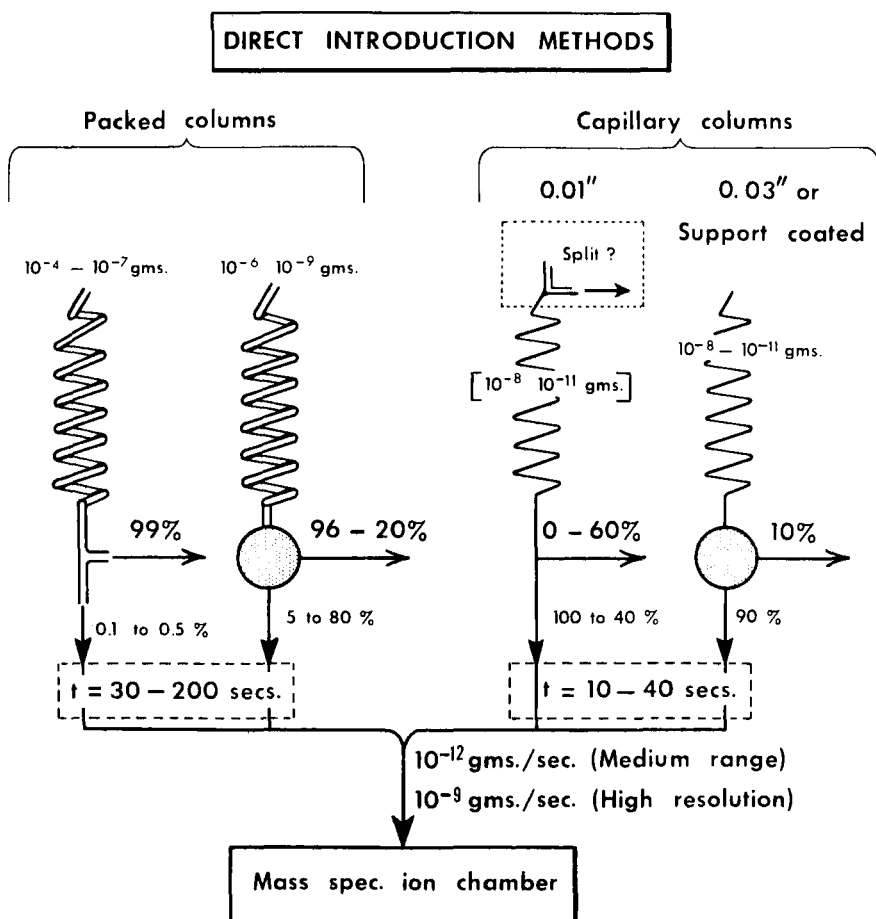 DIRECT INTRODUCTION METHODS
Packed columns
Capillary columns
0.01″
0.03″ or
Support coated
Split ?
10⁻⁴ – 10⁻⁷ gms.
10⁻⁶ 10⁻⁹ gms.
[10⁻⁸ 10⁻¹¹ gms.]
10⁻⁸ – 10⁻¹¹ gms.
99%
96 – 20%
0 – 60%
10%
0.1 to 0.5 %
5 to 80 %
100 to 40 %
90 %
t = 30 – 200 secs.
t = 10 – 40 secs.
10⁻¹² gms./sec. (Medium range)
10⁻⁹ gms./sec. (High resolution)
Mass spec. ion chamber